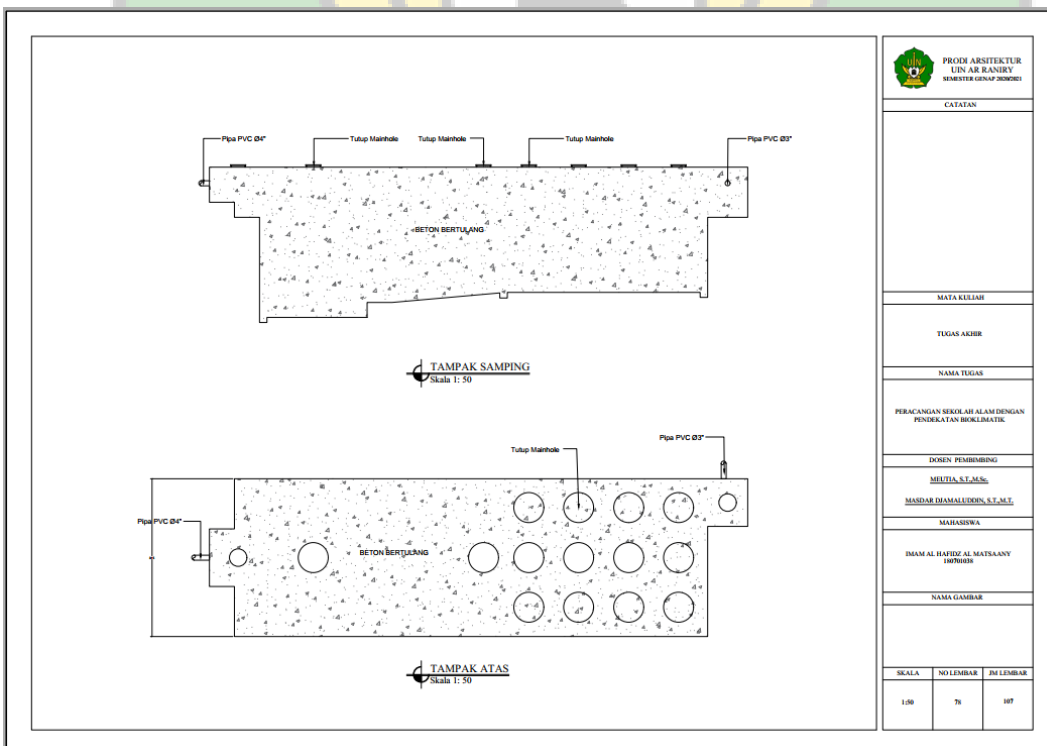 Pipa PVC Ø4"
Tutup Mainhole
Tutup Mainhole
Tutup Mainhole
Pipa PVC Ø3"
BETON BERTULANG
TAMPAK SAMPING
Skala 1: 50
Pipa PVC Ø3"
Tutup Mainhole
Pipa PVC Ø4"
BETON BERTULANG
TAMPAK ATAS
Skala 1: 50
UIN
PRODI ARSITEKTUR
UIN AR RANIRY
SEMESTER GENAP 2020/2021
CATATAN
MATA KULIAH
TUGAS AKHIR
NAMA TUGAS
PERACANGAN SEKOLAH ALAM DENGAN
PENDEKATAN BIOKLIMATIK
DOSEN PEMBIMBING
MEUTIA, S.T.,M.Sc.
MASDAR DJAMALUDDIN, S.T.,M.T.
MAHASISWA
IMAM AL HAFIDZ AL MATSAANY
180701038
NAMA GAMBAR
SKALA NO LEMBAR JM LEMBAR
1:50 78 107